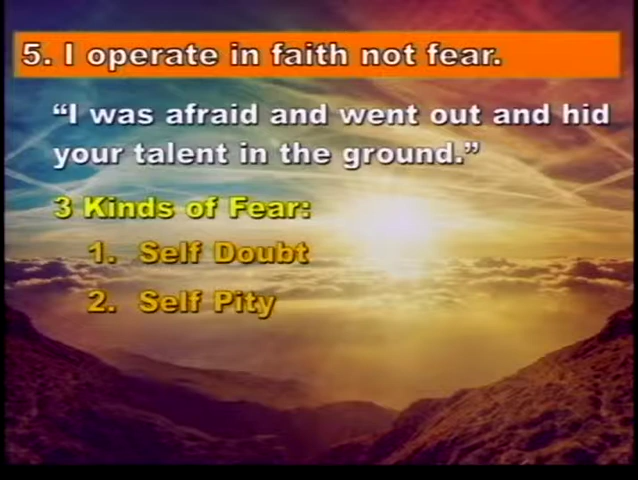 5. I operate in faith not fear.
“I was afraid and went out and hid
your talent in the ground.”
3 Kinds of Fear:
1. Self Doubt
2. Self Pity